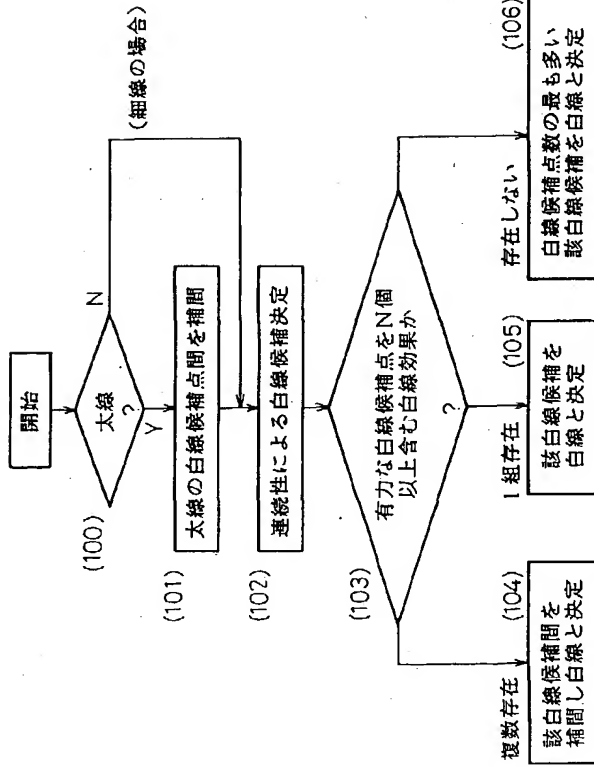 開始
(100)
太線
?
N
Y
(細線の場合)
(101)
太線の白線候補点間を補間
(102)
連続性による白線候補決定
(103)
有力な白線候補点をN個
以上含む白線効果か
?
複数存在
(104)
該白線候補間を
補間し白線と決定
1組存在
(105)
該白線候補を
白線と決定
存在しない
(106)
白線候補点数の最も多い
該白線候補を白線と決定